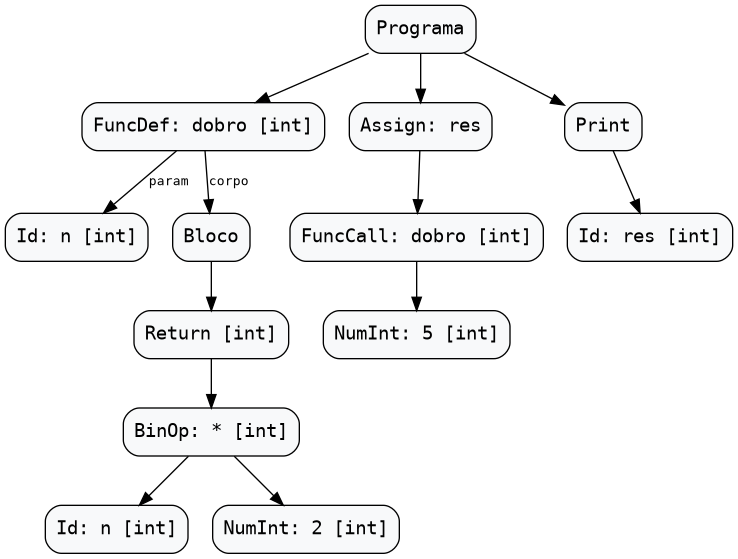 Programa
FuncDef: dobro [int]
Assign: res
Print
param
corpo
Id: n [int]
Bloco
FuncCall: dobro [int]
Id: res [int]
Return [int]
NumInt: 5 [int]
BinOp: * [int]
Id: n [int]
NumInt: 2 [int]